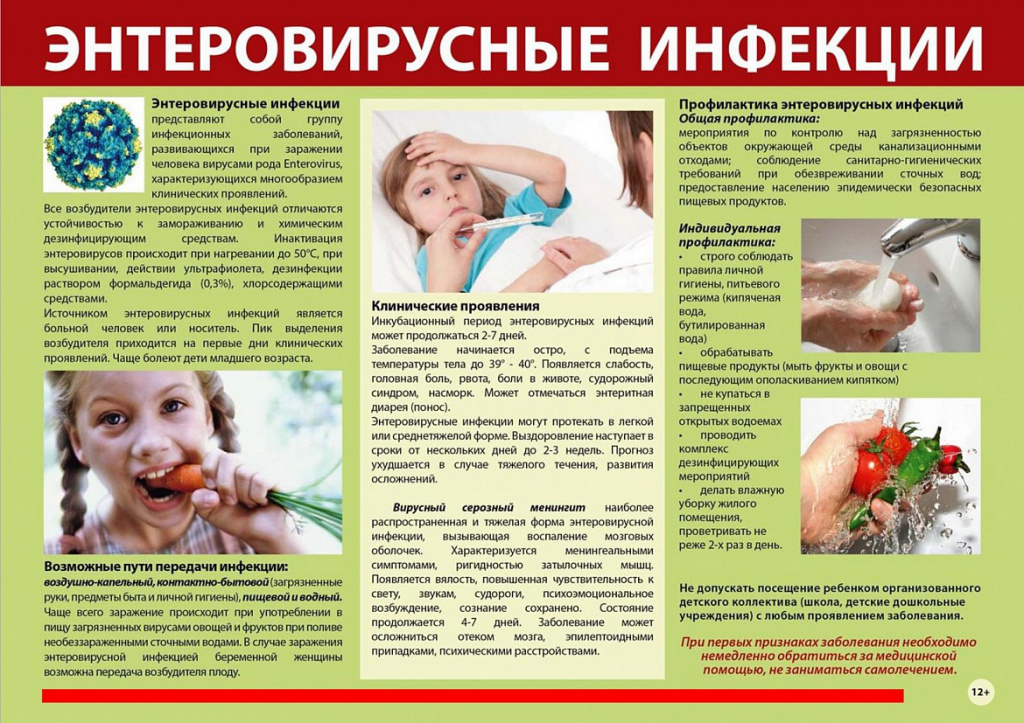 ЭНТЕРОВИРУСНЫЕ ИНФЕКЦИИ
Энтеровирусные инфекции
представляют собой группу
инфекционных заболеваний,
развивающихся при заражении
человека вирусами рода Enterovirus,
характеризующихся многообразием
клинических проявлений.
Все возбудители энтеровирусных инфекций отличаются
устойчивостью к замораживанию и химическим
дезинфицирующим средствам. Инактивация
энтеровирусов происходит при нагревании до 50°С, при
высушивании, действии ультрафиолета, дезинфекции
раствором формальдегида (0,3%), хлорсодержащими
средствами.
Источником энтеровирусных инфекций является
больной человек или носитель. Пик выделения
возбудителя приходится на первые дни клинических
проявлений. Чаще болеют дети младшего возраста.
Возможные пути передачи инфекции:
воздушно-капельный, контактно-бытовой (загрязненные
руки, предметы быта и личной гигиены), пищевой и водный.
Чаще всего заражение происходит при употреблении в
пищу загрязненных вирусами овощей и фруктов при поливе
необеззараженными сточными водами. В случае заражения
энтеровирусной инфекцией беременной женщины
возможна передача возбудителя плоду.
Клинические проявления
Инкубационный период энтеровирусных инфекций
может продолжаться 2-7 дней.
Заболевание начинается остро, с подъема
температуры тела до 39° - 40°. Появляется слабость,
головная боль, рвота, боли в животе, судорожный
синдром, насморк. Может отмечаться энтеритная
диарея (понос).
Энтеровирусные инфекции могут протекать в легкой
или среднетяжелой форме. Выздоровление наступает в
сроки от нескольких дней до 2-3 недель. Прогноз
ухудшается в случае тяжелого течения, развития
осложнений.
Вирусный серозный менингит наиболее
распространенная и тяжелая форма энтеровирусной
инфекции, вызывающая воспаление мозговых
оболочек. Характеризуется менингеальными
симптомами, ригидностью затылочных мышц.
Появляется вялость, повышенная чувствительность к
свету, звукам, судороги, психоэмоциональное
возбуждение, сознание сохранено. Состояние
продолжается 4-7 дней. Заболевание может
осложниться отеком мозга, эпилептоидными
припадками, психическими расстройствами.
Профилактика энтеровирусных инфекций
Общая профилактика:
мероприятия по контролю над загрязненностью
объектов окружающей среды канализационными
отходами; соблюдение санитарно-гигиенических
требований при обезвреживании сточных вод;
предоставление населению эпидемически безопасных
пищевых продуктов.
Индивидуальная
профилактика:
• строго соблюдать
правила личной
гигиены, питьевого
режима (кипяченая
вода,
бутилированная
вода)
• обрабатывать
пищевые продукты (мыть фрукты и овощи с
последующим ополаскиванием кипятком)
• не купаться в
запрещенных
открытых водоемах
• проводить
комплекс
дезинфицирующих
мероприятий
• делать влажную
уборку жилого
помещения,
проветривать не
реже 2-х раз в день.
Не допускать посещение ребенком организованного
детского коллектива (школа, детские дошкольные
учреждения) с любым проявлением заболевания.
При первых признаках заболевания необходимо
немедленно обратиться за медицинской
помощью, не заниматься самолечением.
12+